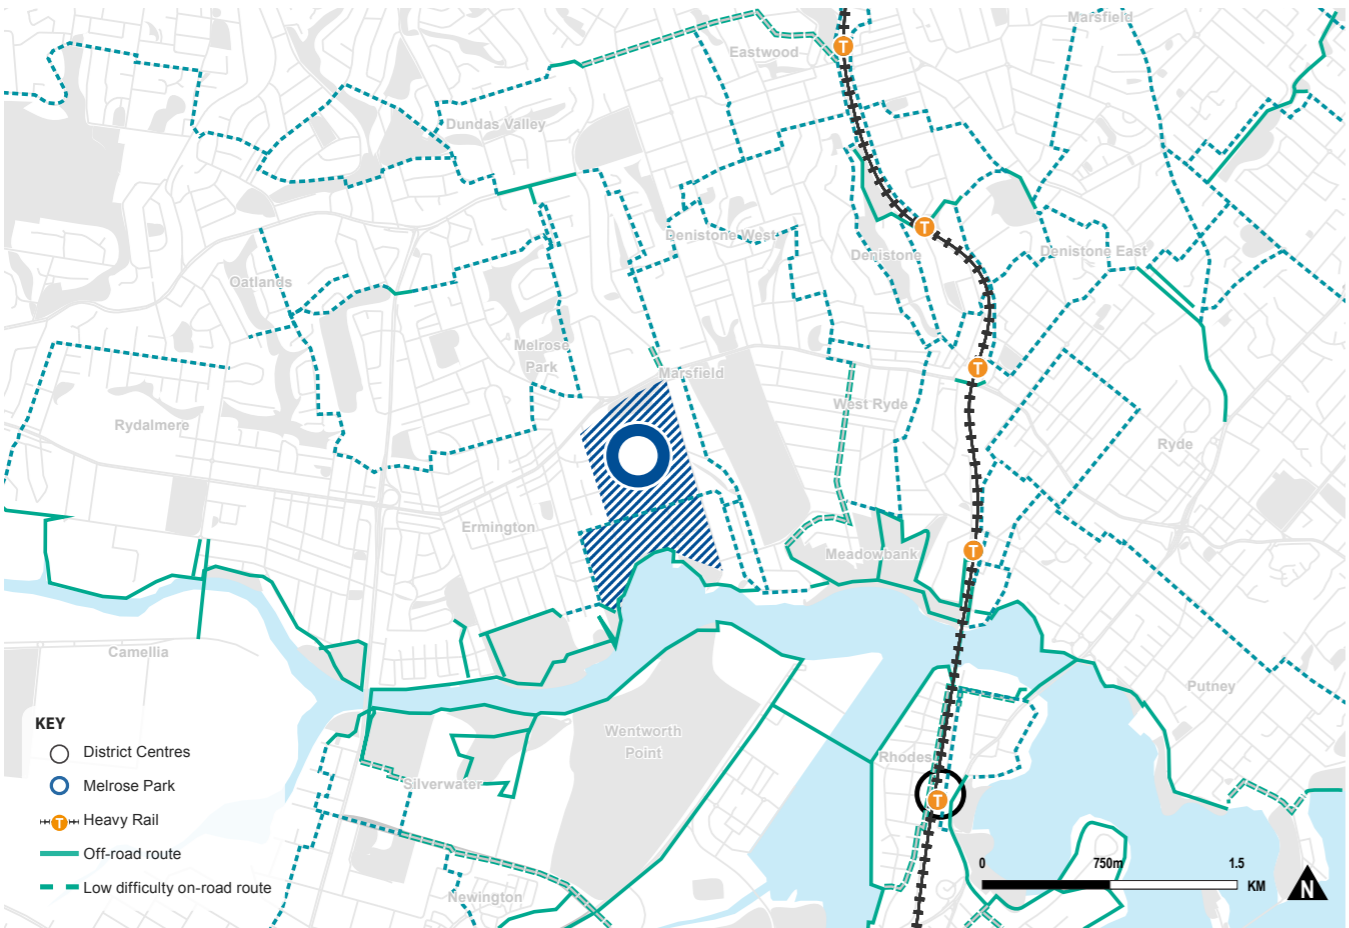 Marsfield
Eastwood
T
Dundas Valley
T
Denistone West
Denistone
Denistone East
Oatlands
Melrose
Park
Marsfield
T
West Ryde
Rydalmere
Ryde
Ermington
Meadowbank
T
Camellia
Putney
Wentworth
Point
Rhodes
Silverwater
T
Newington
KEY
District Centres
Melrose Park
T Heavy Rail
Off-road route
Low difficulty on-road route
0 750m 1.5
KM
N